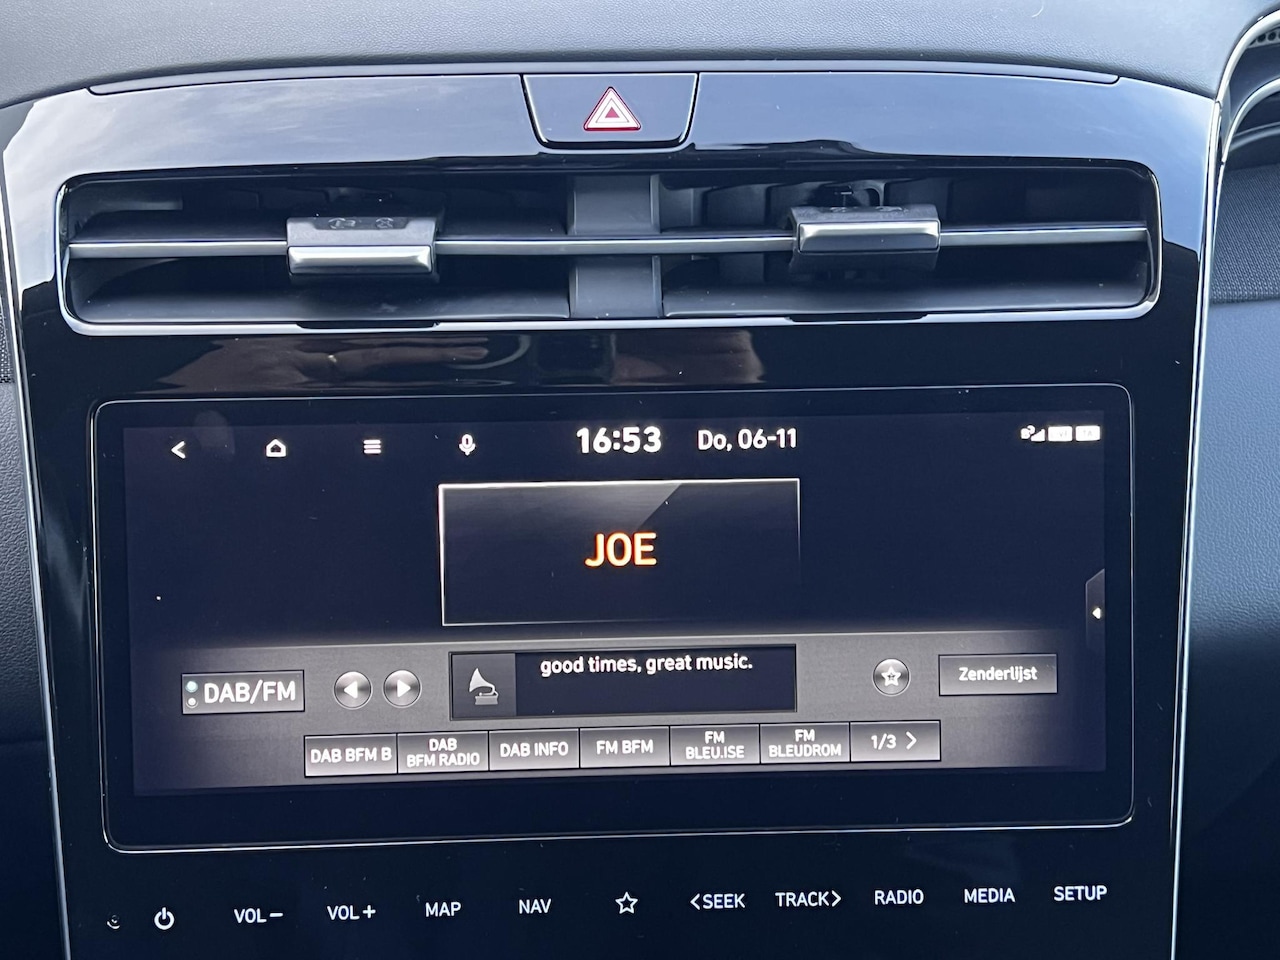 16:53 Do, 06-11
JOE
good times, great music.
DAB/FM
Zenderlijst
DAB BFM B
DAB
BFM RADIO
DAB INFO
FM BFM
FM
BLEU.ISE
FM
BLEUDROM
1/3 >
VOL−
VOL+
MAP
NAV
<SEEK
TRACK>
RADIO
MEDIA
SETUP